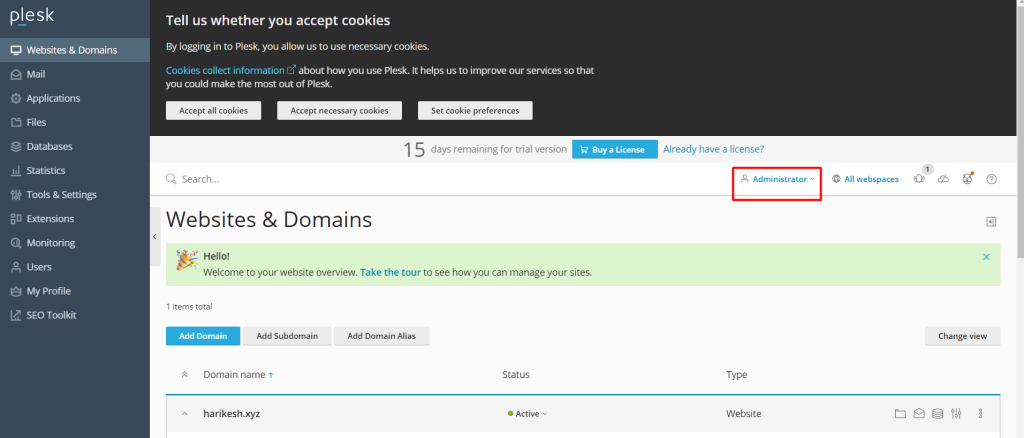 plesk
Websites & Domains
Mail
Applications
Files
Databases
Statistics
Tools & Settings
Extensions
Monitoring
Users
My Profile
SEO Toolkit
Tell us whether you accept cookies
By logging in to Plesk, you allow us to use necessary cookies.
Cookies collect information about how you use Plesk. It helps us to improve our services so that
you could make the most out of Plesk.
Accept all cookies Accept necessary cookies Set cookie preferences
15 days remaining for trial version Buy a License Already have a license?
Search... Administrator All webspaces 1
Websites & Domains
Hello!
Welcome to your website overview. Take the tour to see how you can manage your sites.
1 items total
Add Domain Add Subdomain Add Domain Alias Change view
Domain name ↑ Status Type
harikesh.xyz Active Website